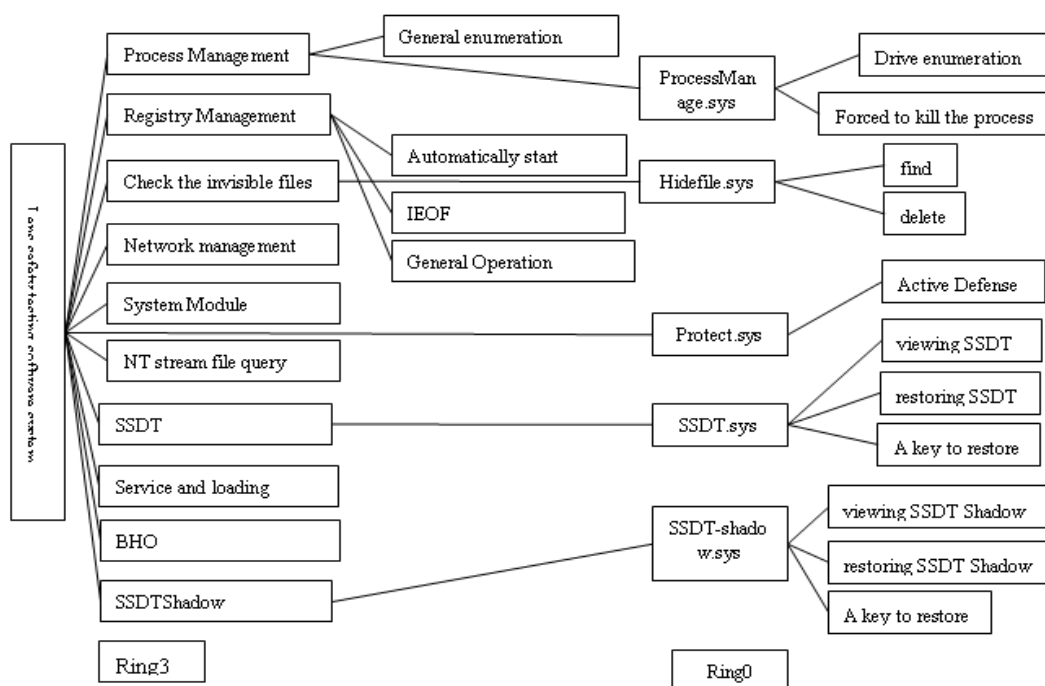 Process Management
General enumeration
ProcessMan
age.sys
Drive enumeration
Forced to kill the process
Registry Management
Automatically start
IEOF
General Operation
Check the invisible files
Hidefile.sys
find
delete
Network management
System Module
Protect.sys
Active Defense
NT stream file query
SSDT
SSDT.sys
viewing SSDT
restoring SSDT
A key to restore
Service and loading
BHO
SSDTShadow
SSDT-shado
w.sys
viewing SSDT Shadow
restoring SSDT Shadow
A key to restore
Ring3
Ring0